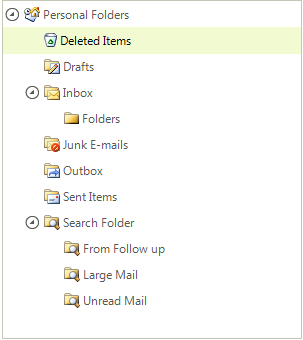 Personal Folders
Deleted Items
Drafts
Inbox
Folders
Junk E-mails
Outbox
Sent Items
Search Folder
From Follow up
Large Mail
Unread Mail